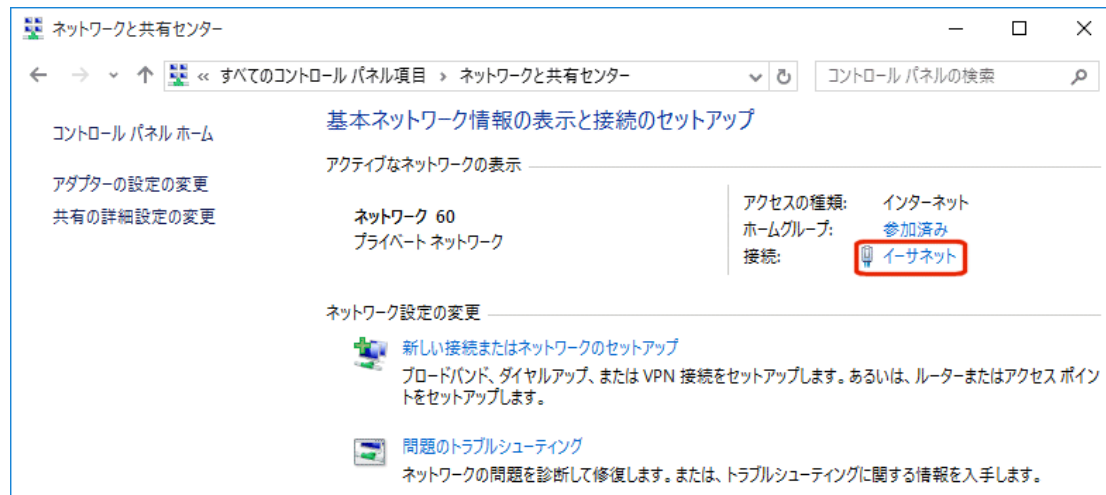 ネットワークと共有センター
« すべてのコントロール パネル項目 › ネットワークと共有センター
コントロール パネルの検索
コントロール パネル ホーム
アダプターの設定の変更
共有の詳細設定の変更
基本ネットワーク情報の表示と接続のセットアップ
アクティブなネットワークの表示
ネットワーク 60
プライベート ネットワーク
アクセスの種類: インターネット
ホームグループ: 参加済み
接続: イーサネット
ネットワーク設定の変更
新しい接続またはネットワークのセットアップ
ブロードバンド、ダイヤルアップ、または VPN 接続をセットアップします。あるいは、ルーターまたはアクセス ポイン
トをセットアップします。
問題のトラブルシューティング
ネットワークの問題を診断して修復します。または、トラブルシューティングに関する情報を入手します。